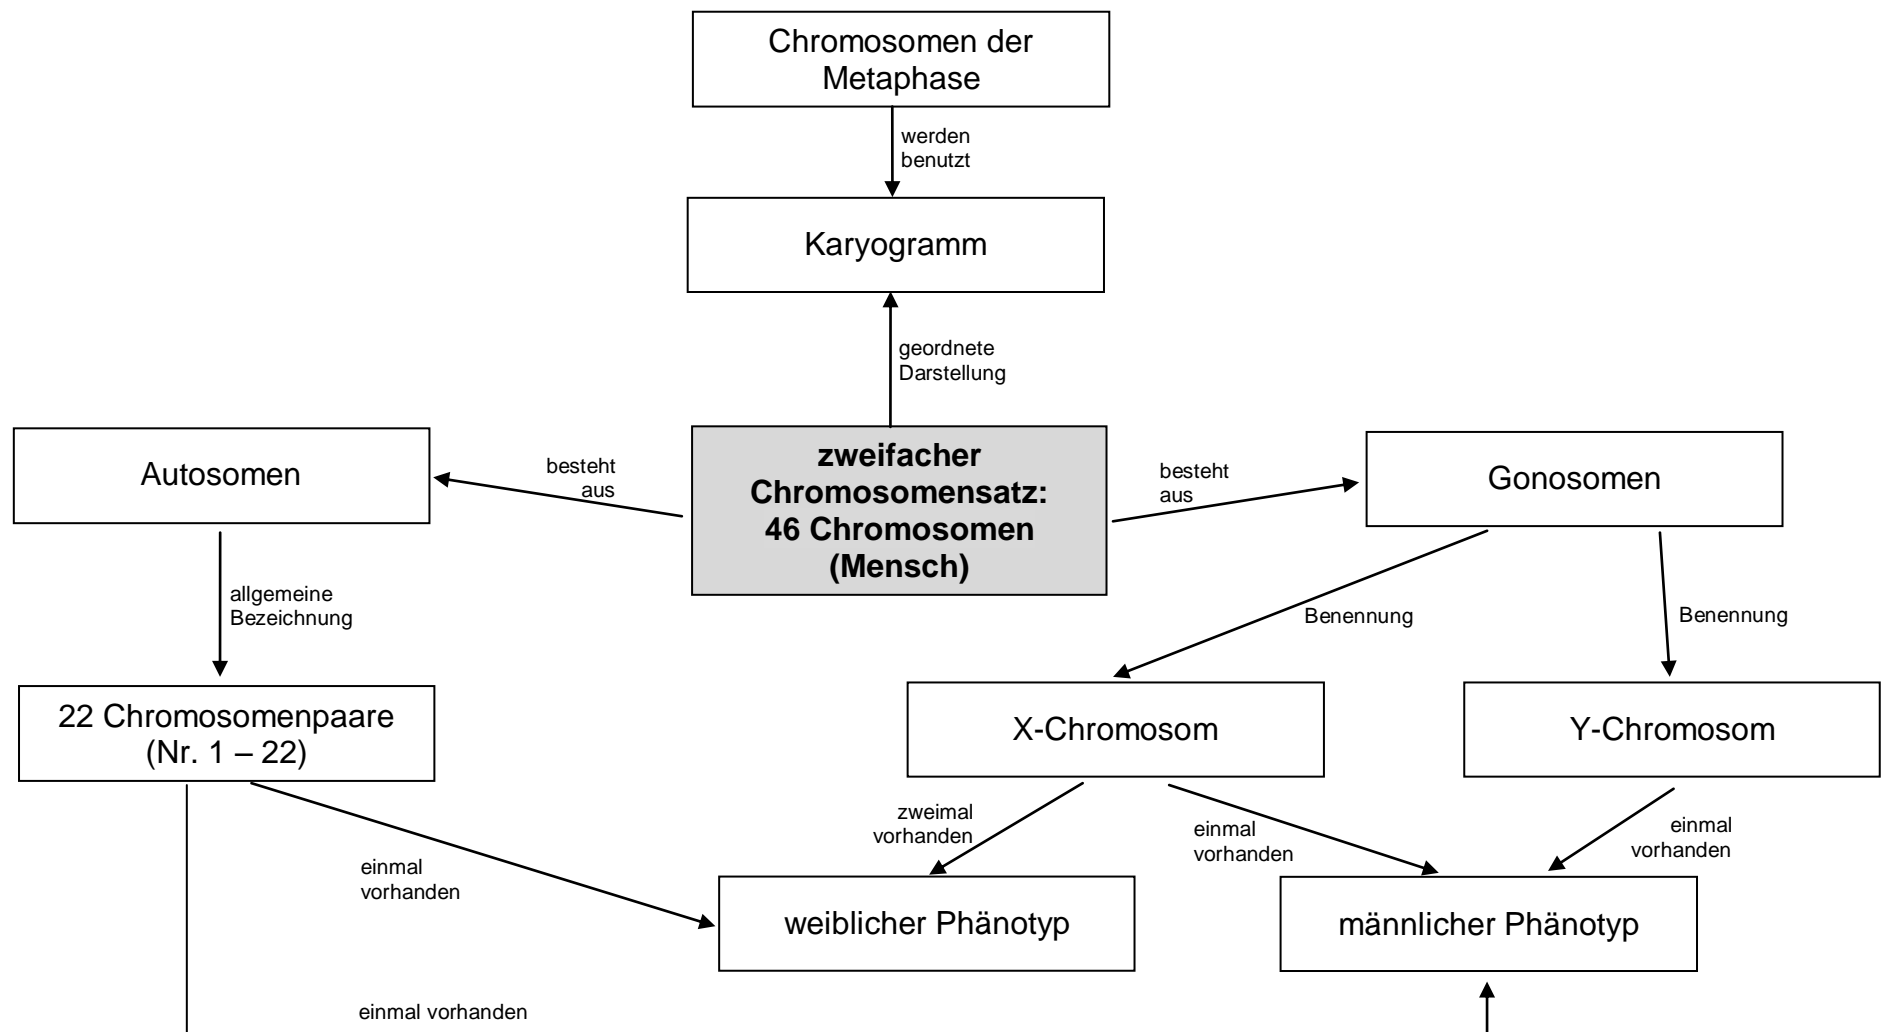 Chromosomen der
Metaphase
werden
benutzt
Karyogramm
geordnete
Darstellung
Autosomen
besteht
aus
zweifacher
Chromosomensatz:
46 Chromosomen
(Mensch)
besteht
aus
Gonosomen
allgemeine
Bezeichnung
Benennung
Benennung
22 Chromosomenpaare
(Nr. 1 – 22)
X-Chromosom
Y-Chromosom
zweimal
vorhanden
einmal
vorhanden
einmal
vorhanden
einmal
vorhanden
weiblicher Phänotyp
männlicher Phänotyp
einmal vorhanden